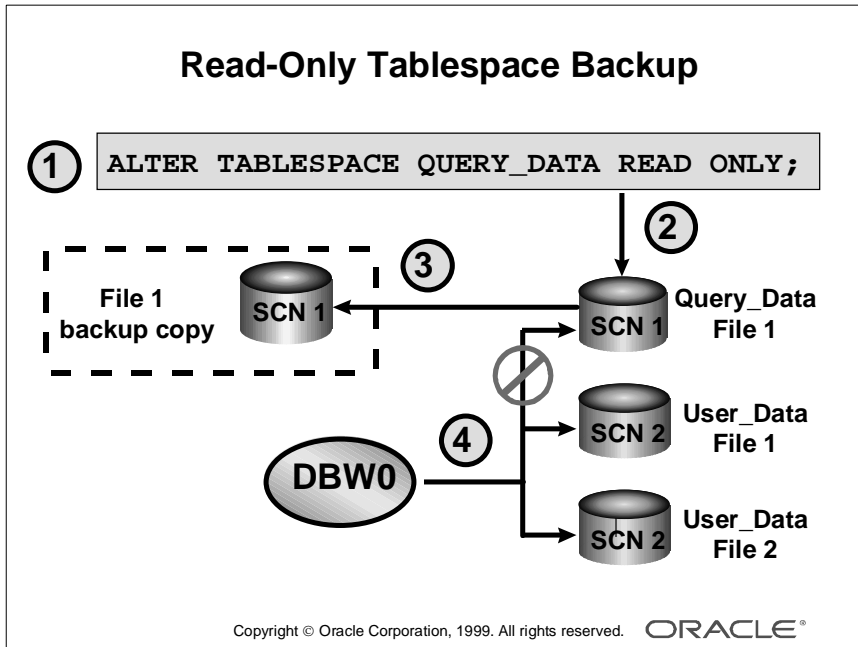 Read-Only Tablespace Backup
1
ALTER TABLESPACE QUERY_DATA READ ONLY;
2
3
File 1
backup copy
SCN 1
SCN 1
Query_Data
File 1
SCN 2
User_Data
File 1
4
DBW0
SCN 2
User_Data
File 2
Copyright © Oracle Corporation, 1999. All rights reserved.
ORACLE®